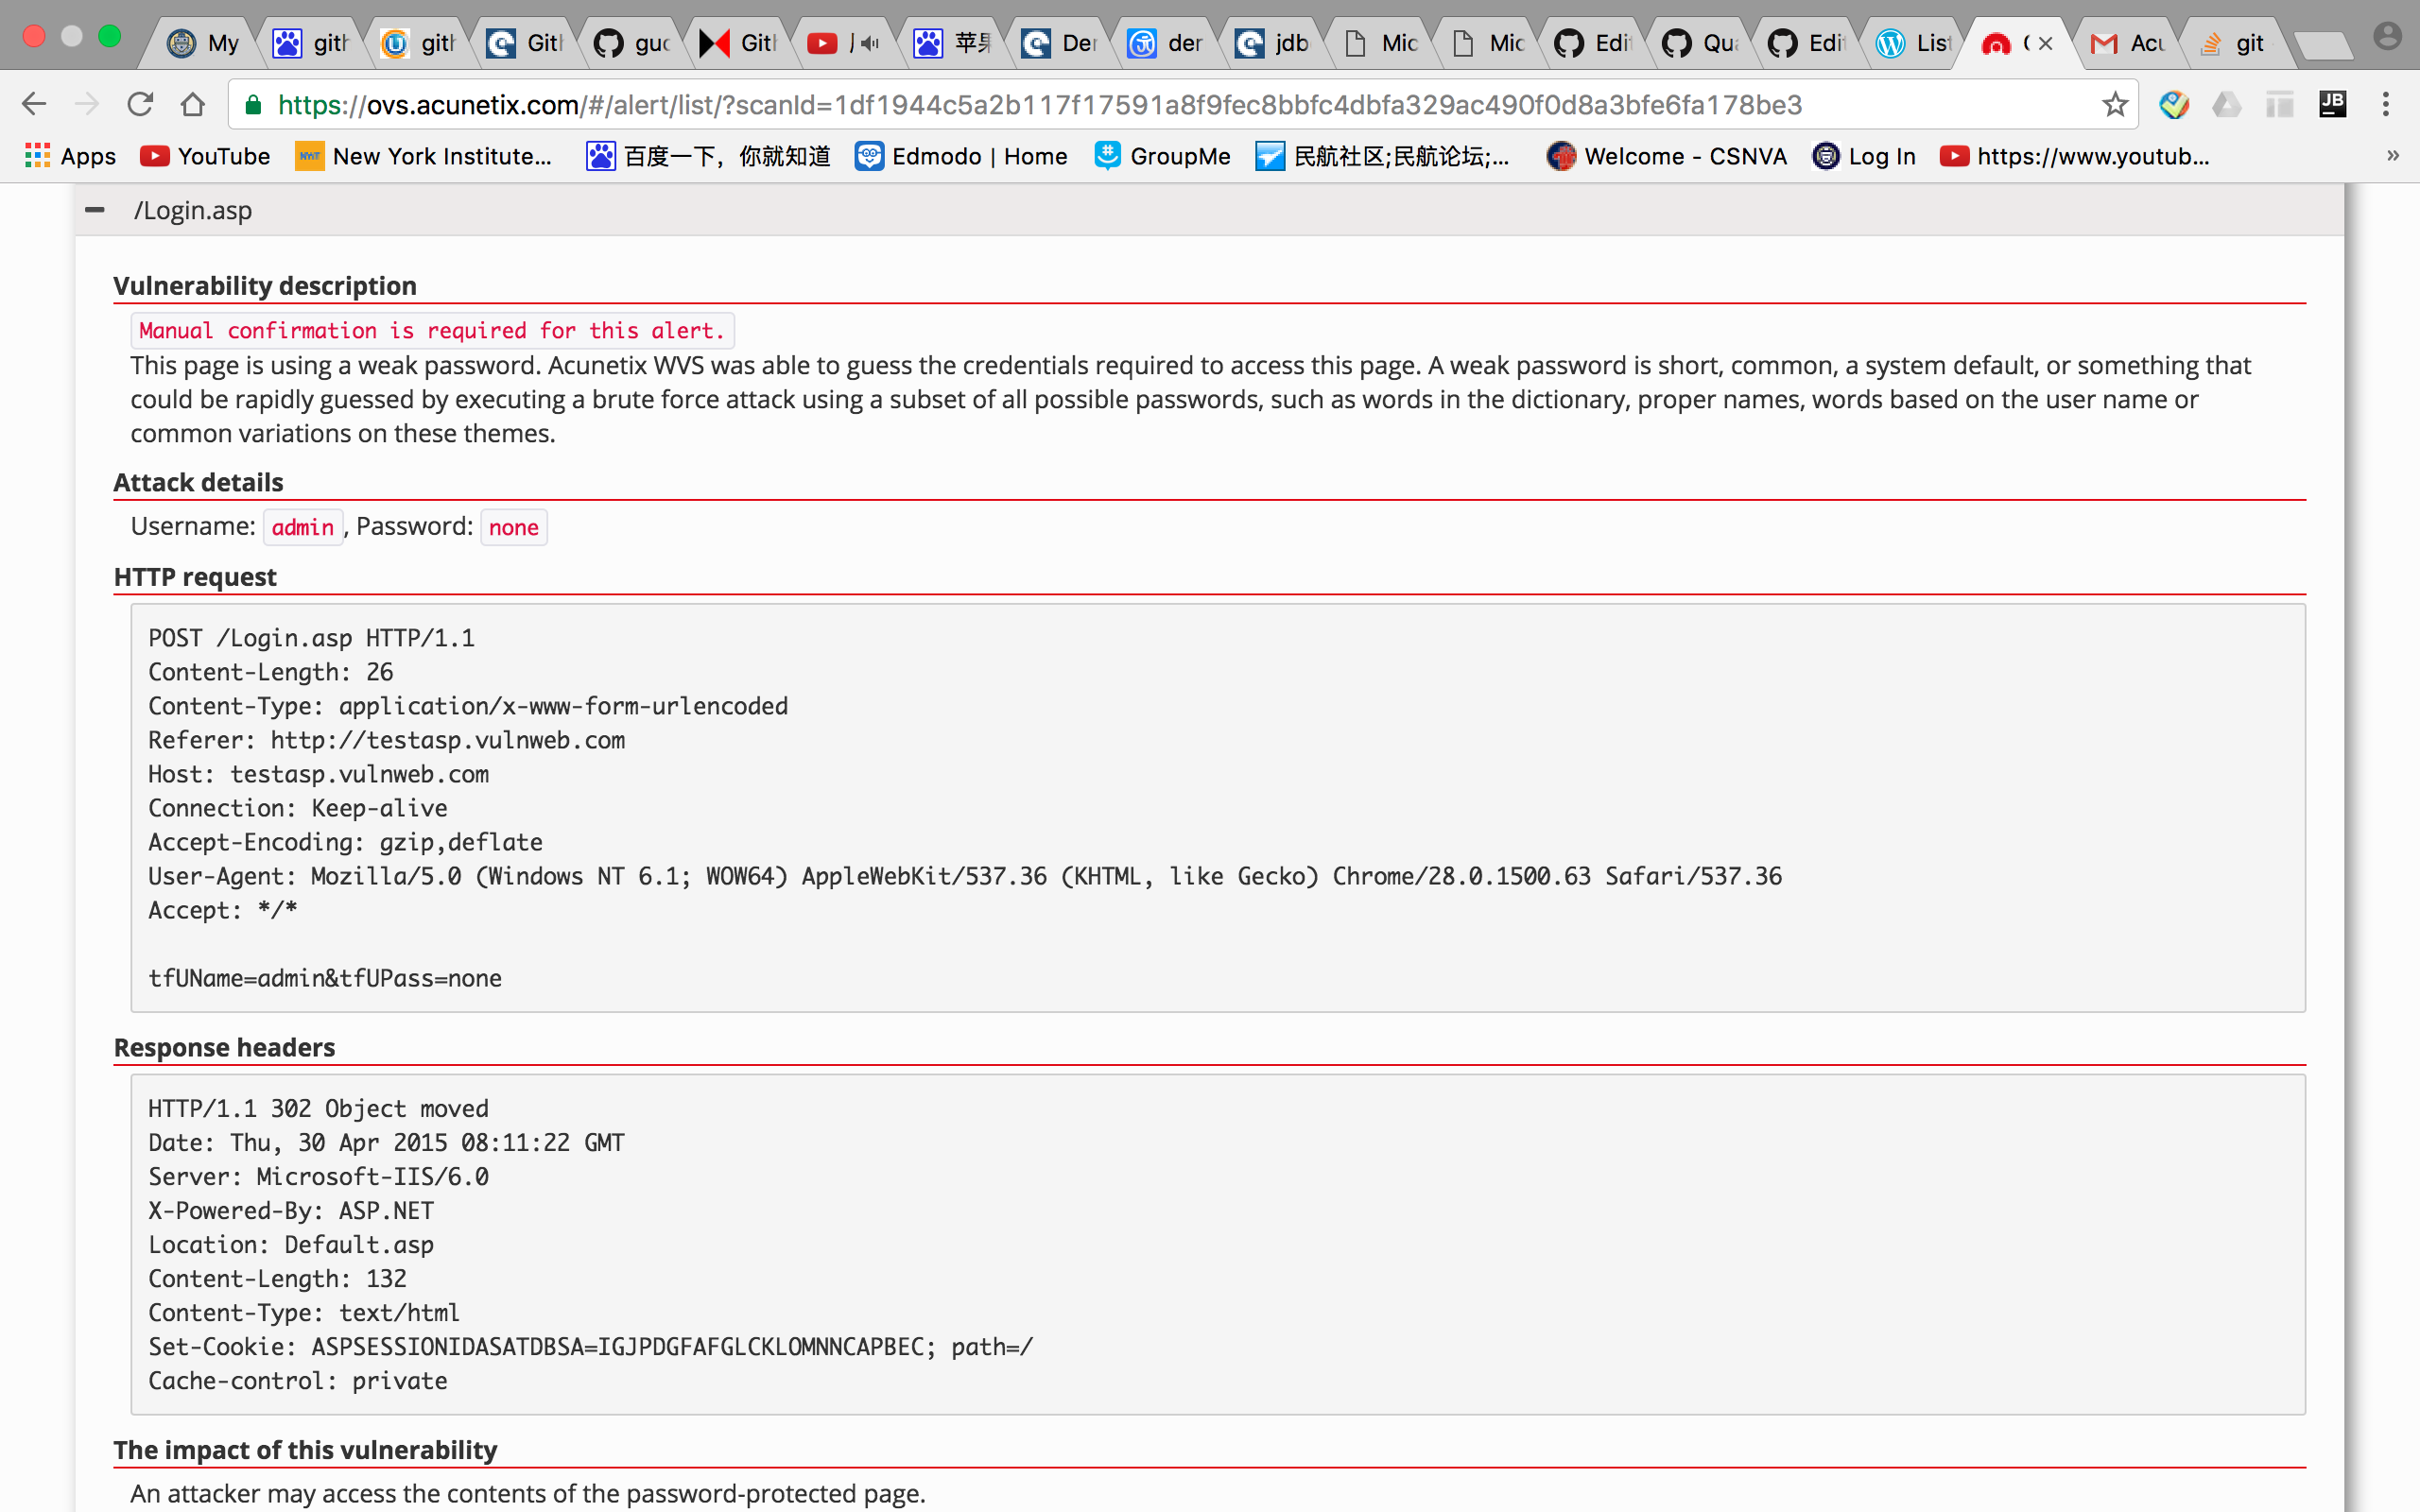 My
gith
gith
Gith
guo
Gith
苹果
Der
der
jdb
Mic
Mic
Edi
Qua
Edi
List
Acu
git
https://ovs.acunetix.com/#/alert/list/?scanId=1df1944c5a2b117f17591a8f9fec8bbfc4dbfa329ac490f0d8a3bfe6fa178be3
Apps YouTube New York Institute... 百度一下，你就知道 Edmodo | Home GroupMe 民航社区;民航论坛;... Welcome - CSNVA Log In https://www.youtub... »
/Login.asp
Vulnerability description
Manual confirmation is required for this alert.
This page is using a weak password. Acunetix WVS was able to guess the credentials required to access this page. A weak password is short, common, a system default, or something that
could be rapidly guessed by executing a brute force attack using a subset of all possible passwords, such as words in the dictionary, proper names, words based on the user name or
common variations on these themes.
Attack details
Username: admin , Password: none
HTTP request
POST /Login.asp HTTP/1.1
Content-Length: 26
Content-Type: application/x-www-form-urlencoded
Referer: http://testasp.vulnweb.com
Host: testasp.vulnweb.com
Connection: Keep-alive
Accept-Encoding: gzip,deflate
User-Agent: Mozilla/5.0 (Windows NT 6.1; WOW64) AppleWebKit/537.36 (KHTML, like Gecko) Chrome/28.0.1500.63 Safari/537.36
Accept: */*
tfUName=admin&tfUPass=none
Response headers
HTTP/1.1 302 Object moved
Date: Thu, 30 Apr 2015 08:11:22 GMT
Server: Microsoft-IIS/6.0
X-Powered-By: ASP.NET
Location: Default.asp
Content-Length: 132
Content-Type: text/html
Set-Cookie: ASPSESSIONIDASATDBSA=IGJPDGFAFGLCKLOMNNCAPBEC; path=/
Cache-control: private
The impact of this vulnerability
An attacker may access the contents of the password-protected page.